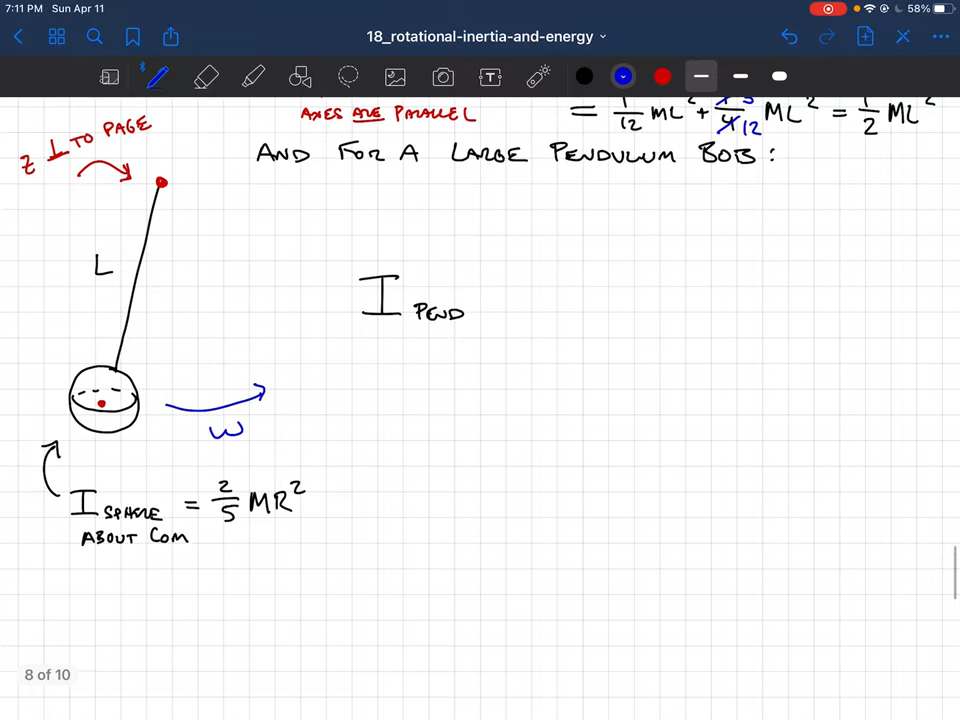 7:11 PM Sun Apr 11
58%
18_rotational-inertia-and-energy
AXES ARE PARALLEL
= 1/12 ML² + 1/4 12 ML² = 1/2 ML²
Z ⊥ TO PAGE
AND FOR A LARGE PENDULUM BOB:
L
I PEND
ω
I SPHERE = 2/5 MR²
ABOUT COM
8 of 10